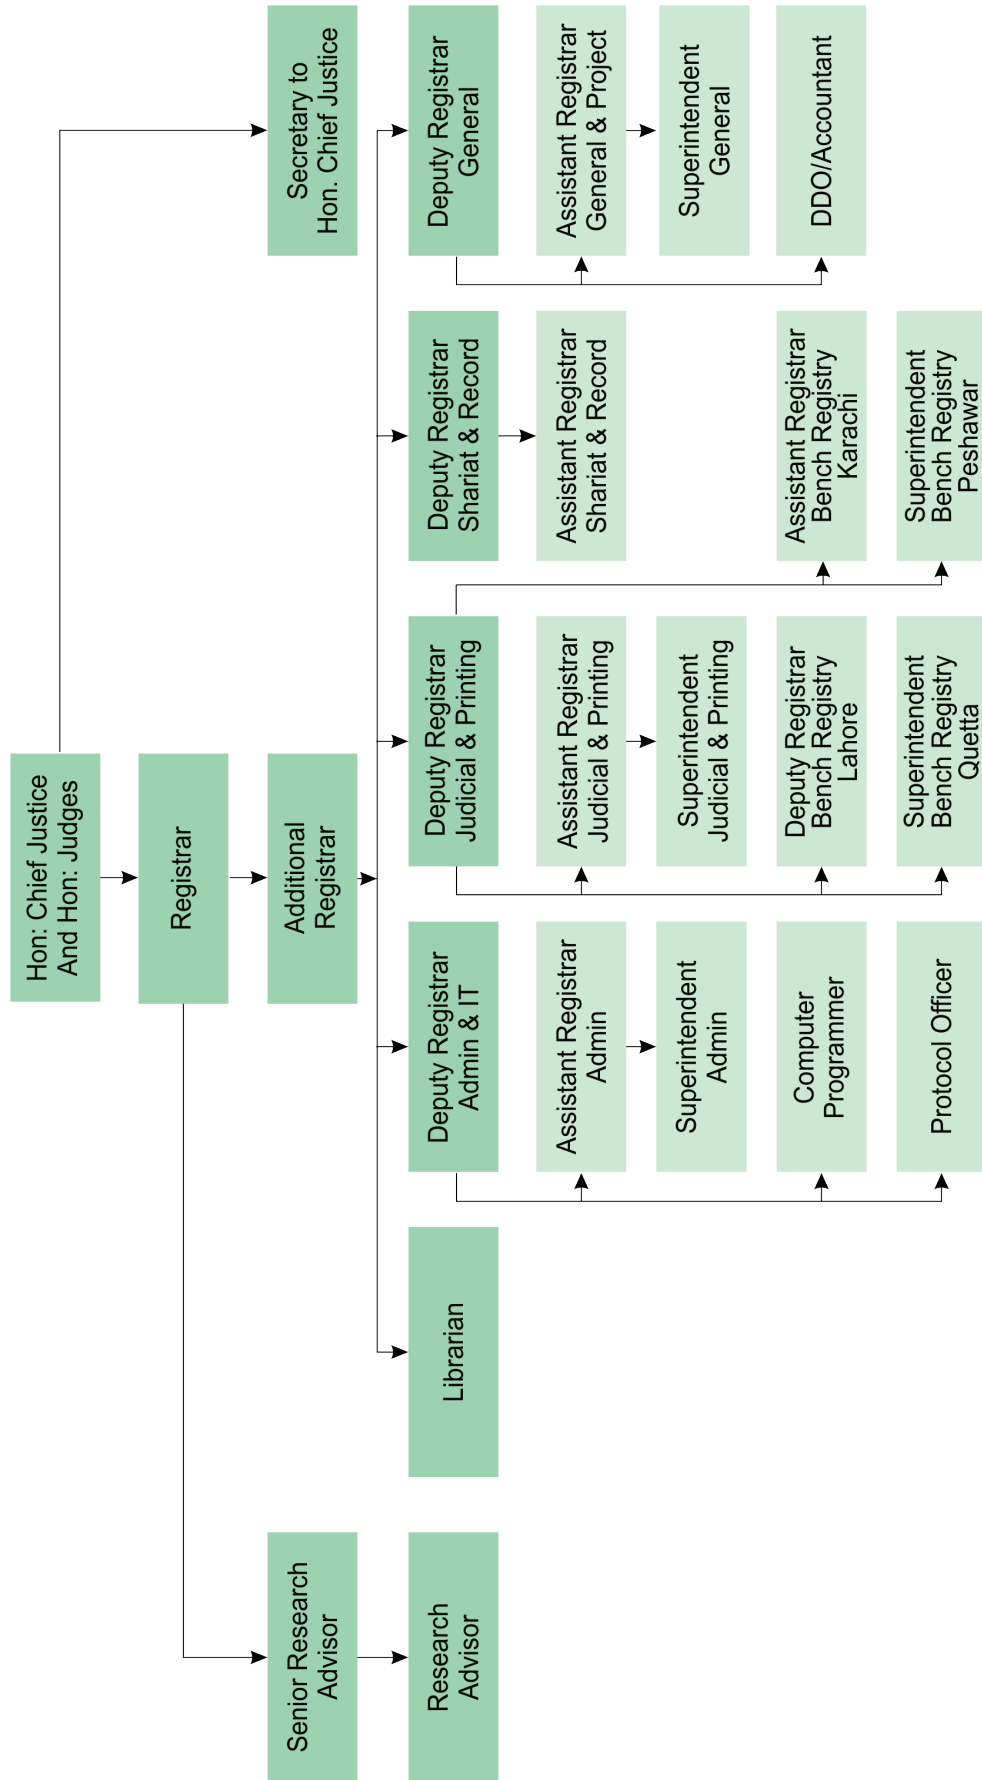 Hon: Chief Justice
And Hon: Judges
Registrar
Senior Research
Advisor
Additional
Registrar
Secretary to
Hon. Chief Justice
Research
Advisor
Librarian
Deputy Registrar
Admin & IT
Deputy Registrar
Judicial & Printing
Deputy Registrar
Shariat & Record
Deputy Registrar
General
Assistant Registrar
Admin
Assistant Registrar
Judicial & Printing
Assistant Registrar
Shariat & Record
Assistant Registrar
General & Project
Superintendent
Admin
Superintendent
Judicial & Printing
Superintendent
General
Computer
Programmer
Deputy Registrar
Bench Registry
Lahore
Assistant Registrar
Bench Registry
Karachi
DDO/Accountant
Protocol Officer
Superintendent
Bench Registry
Quetta
Superintendent
Bench Registry
Peshawar